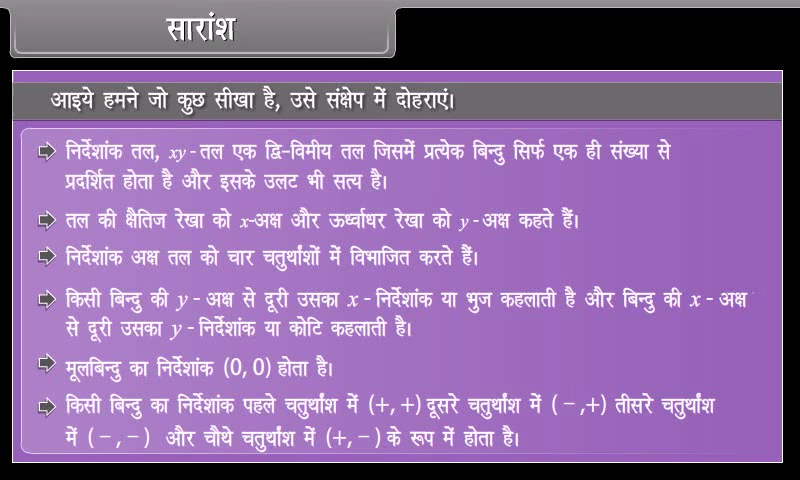 सारांश
आइये हमने जो कुछ सीखा है, उसे संक्षेप में दोहराएं।
निर्देशांक तल, xy - तल एक द्वि-विमीय तल जिसमें प्रत्येक बिन्दु सिर्फ एक ही संख्या से
प्रदर्शित होता है और इसके उलट भी सत्य है।
तल की क्षैतिज रेखा को x-अक्ष और ऊर्ध्वाधर रेखा को y - अक्ष कहते हैं।
निर्देशांक अक्ष तल को चार चतुर्थांशों में विभाजित करते हैं।
किसी बिन्दु की y - अक्ष से दूरी उसका x - निर्देशांक या भुज कहलाती है और बिन्दु की x - अक्ष
से दूरी उसका y - निर्देशांक या कोटि कहलाती है।
मूलबिन्दु का निर्देशांक (0, 0) होता है।
किसी बिन्दु का निर्देशांक पहले चतुर्थांश में (+, +) दूसरे चतुर्थांश में ( − ,+) तीसरे चतुर्थांश
में ( − , − ) और चौथे चतुर्थांश में (+, − ) के रूप में होता है।